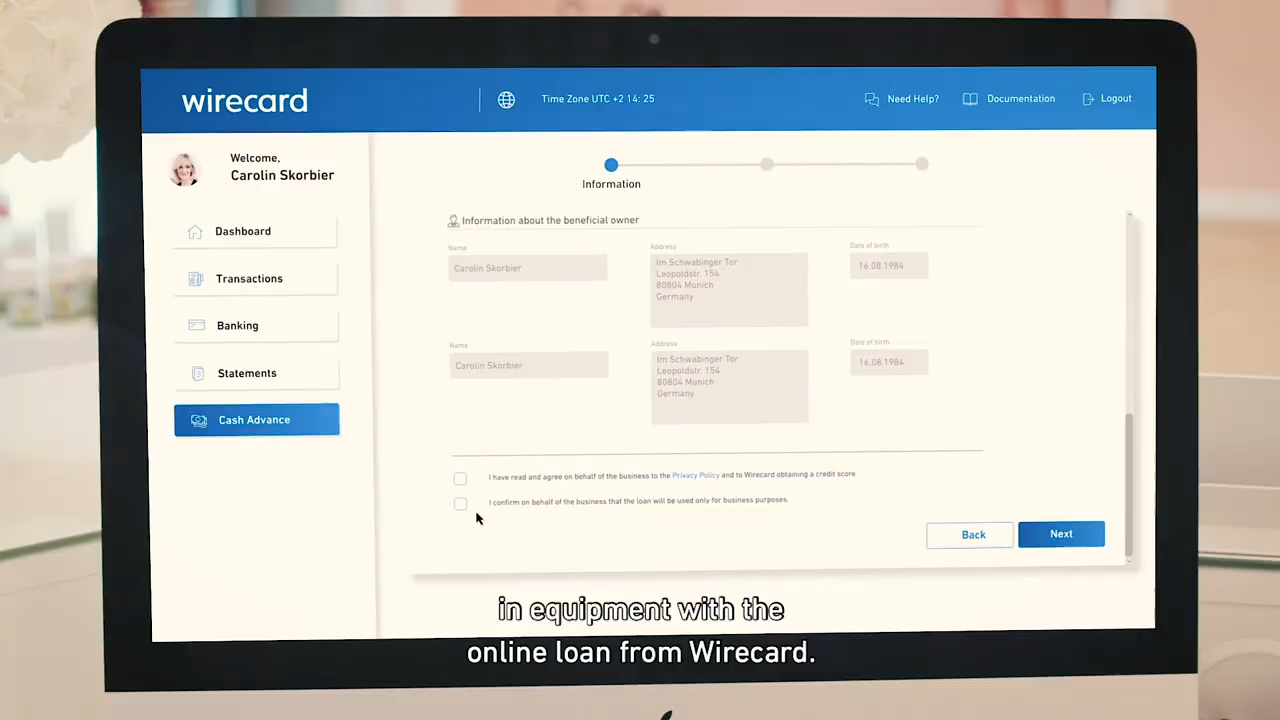 wirecard
Time Zone UTC +2 14: 25
Need Help?
Documentation
Logout
Welcome,
Carolin Skorbier
Dashboard
Transactions
Banking
Statements
Cash Advance
Information
Information about the beneficial owner
Name
Carolin Skorbier
Address
Im Schwabinger Tor
Leopoldstr. 154
80804 Munich
Germany
Date of birth
16.08.1984
Name
Carolin Skorbier
Address
Im Schwabinger Tor
Leopoldstr. 154
80804 Munich
Germany
Date of birth
16.08.1984
I have read and agree on behalf of the business to the Privacy Policy and to Wirecard obtaining a credit score.
I confirm on behalf of the business that the loan will be used only for business purposes.
Back
Next
in equipment with the
online loan from Wirecard.